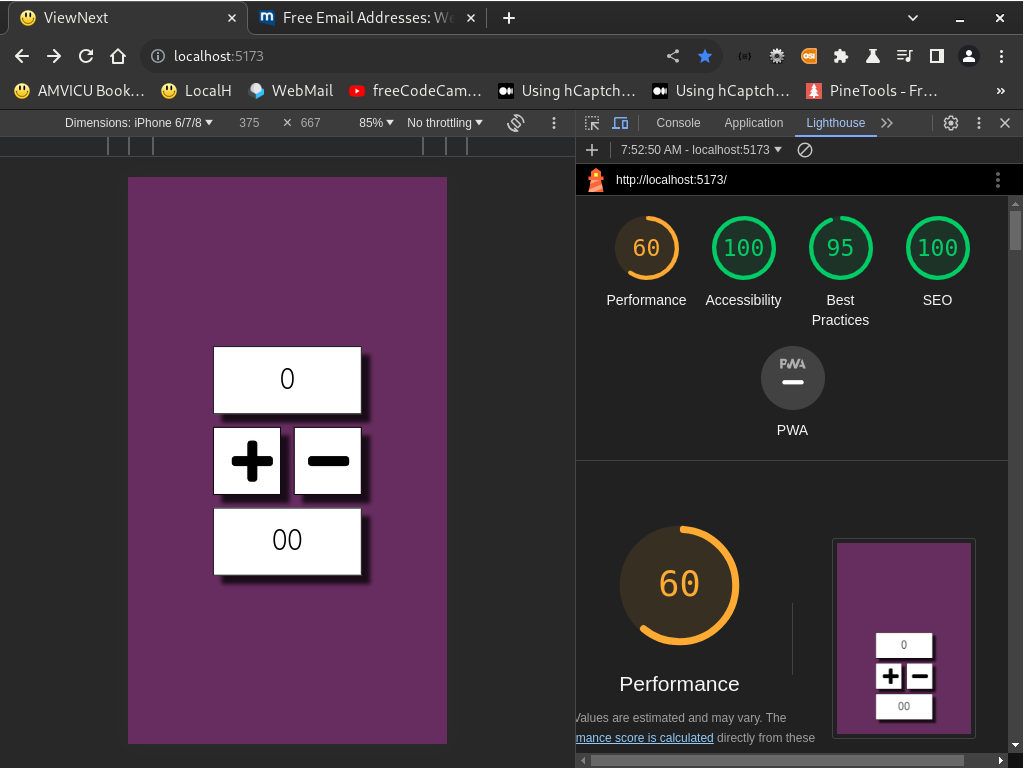 ViewNext
Free Email Addresses: We
localhost:5173
AMVICU Book… LocalH WebMail freeCodeCam… Using hCaptch… Using hCaptch… PineTools - Fr… »
Dimensions: iPhone 6/7/8 375 × 667 85% No throttling
Console Application Lighthouse
7:52:50 AM - localhost:5173
http://localhost:5173/
60 100 95 100
Performance Accessibility Best Practices SEO
PWA
PWA
0
+ −
00
60
Performance
Values are estimated and may vary. The
mance score is calculated directly from these
0
+ −
00